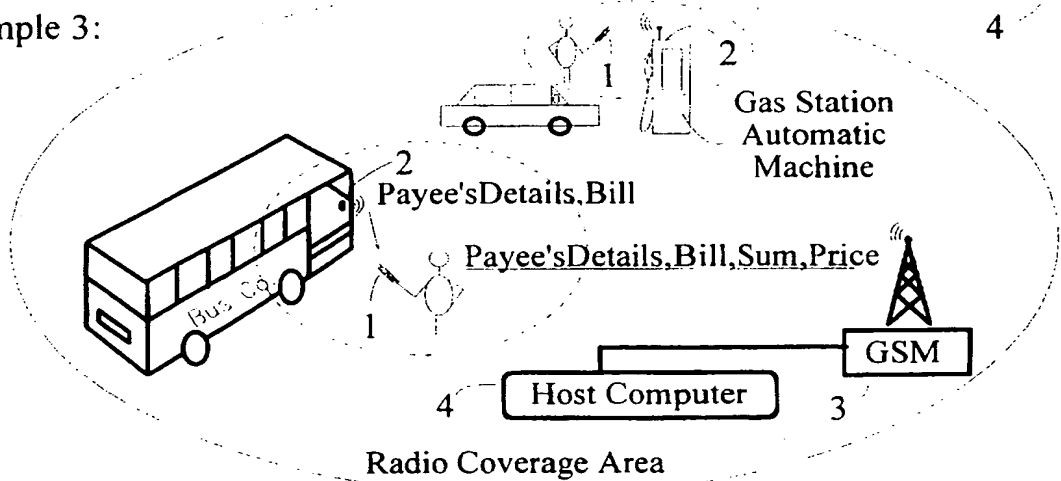 mple 3:
4
1
2
Gas Station
Automatic
Machine
2
Payee'sDetails,Bill
Payee'sDetails,Bill,Sum,Price
Bus Co.
1
GSM
4
Host Computer
3
Radio Coverage Area